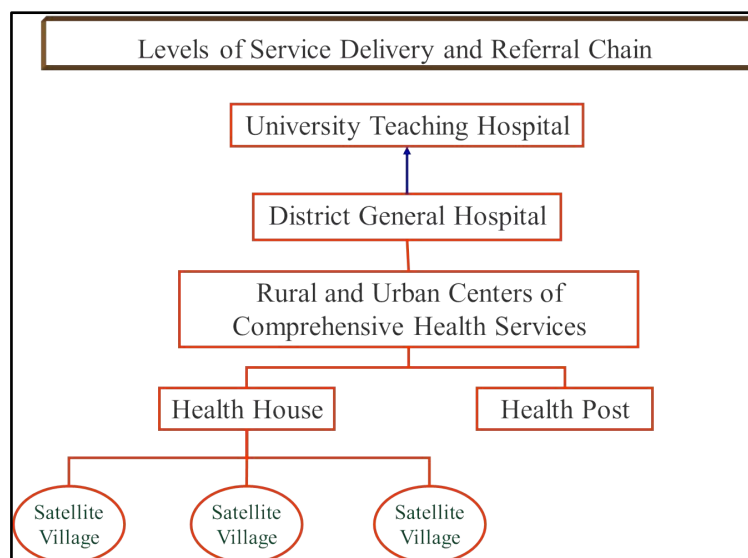 Levels of Service Delivery and Referral Chain
University Teaching Hospital
District General Hospital
Rural and Urban Centers of
Comprehensive Health Services
Health House
Health Post
Satellite
Village
Satellite
Village
Satellite
Village